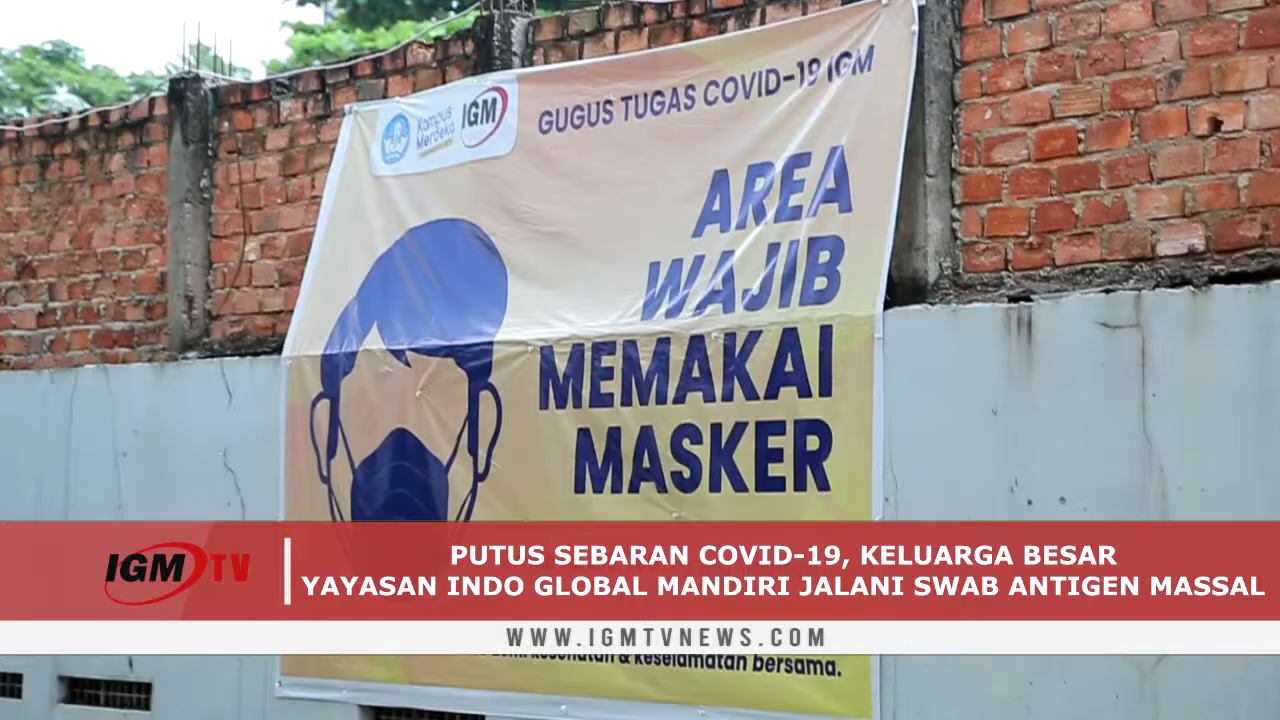 Kampus
Merdeka
IGM
GUGUS TUGAS COVID-19 IGM
AREA
WAJIB
MEMAKAI
MASKER
IGM TV
PUTUS SEBARAN COVID-19, KELUARGA BESAR
YAYASAN INDO GLOBAL MANDIRI JALANI SWAB ANTIGEN MASSAL
WWW.IGMTVNEWS.COM
kesehatan & keselamatan bersama.